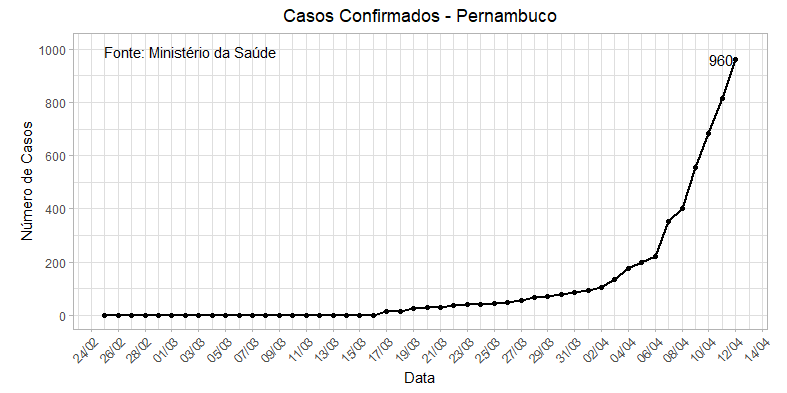 Casos Confirmados - Pernambuco
Fonte: Ministério da Saúde
960
Número de Casos
1000
800
600
400
200
0
24/02 26/02 28/02 01/03 03/03 05/03 07/03 09/03 11/03 13/03 15/03 17/03 19/03 21/03 23/03 25/03 27/03 29/03 31/03 02/04 04/04 06/04 08/04 10/04 12/04 14/04
Data